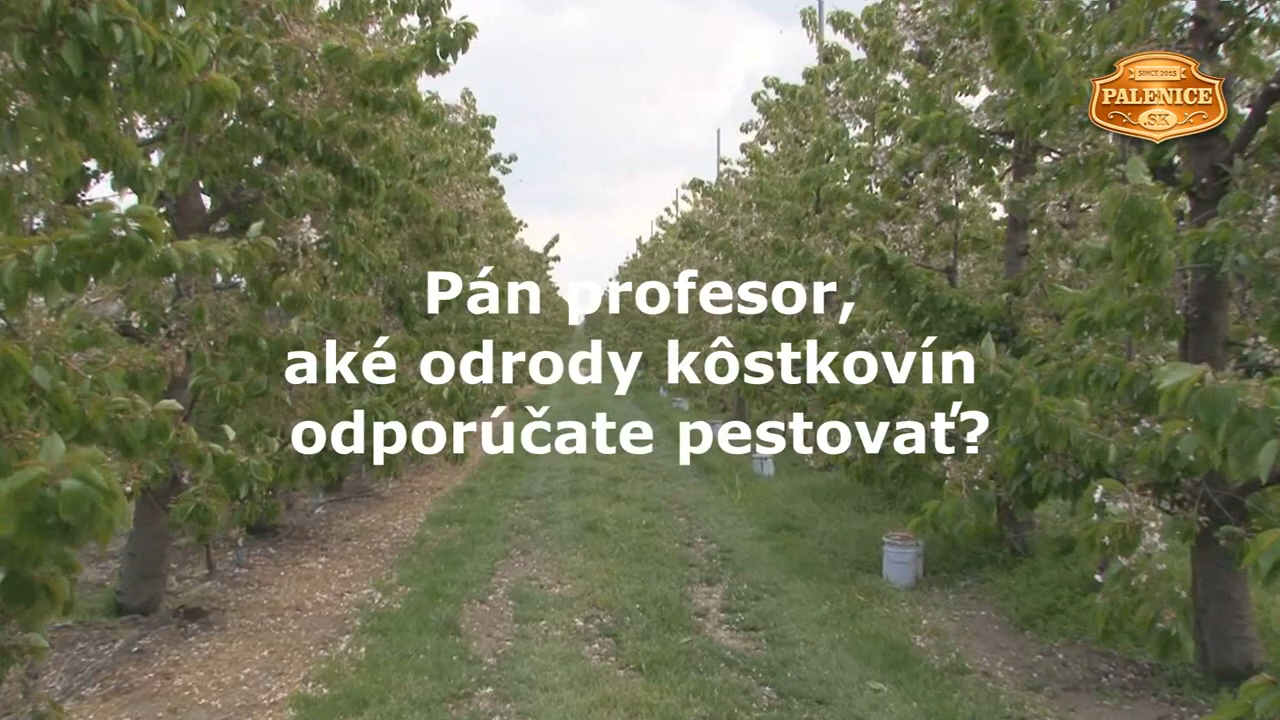 SINCE 2015
PALENICE
.SK
Pán profesor,
aké odrody kôstkovín
odporúčate pestovať?